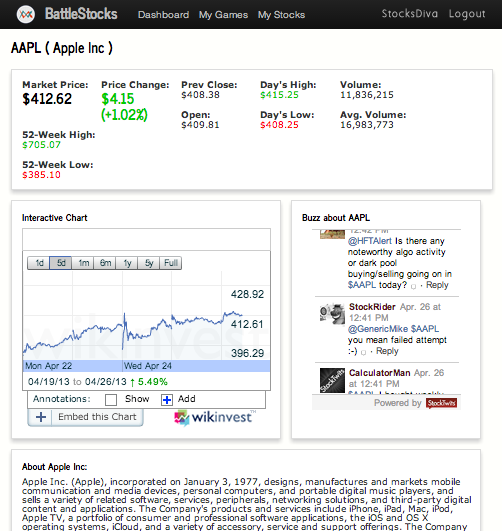 BattleStocks Dashboard My Games My Stocks StocksDiva Logout
AAPL ( Apple Inc )
Market Price: Price Change: Prev Close: Day's High: Volume:
$412.62 $4.15 $408.38 $415.25 11,836,215
(+1.02%) Open: Day's Low: Avg. Volume:
$409.81 $408.25 16,983,773
52-Week High:
$705.07
52-Week Low:
$385.10
Interactive Chart
1d 5d 1m 6m 1y 5y Full
428.92
412.61
396.29
wikinvest
Mon Apr 22 Wed Apr 24
04/19/13 to 04/26/13 ↑ 5.49%
Annotations: Show Add
Embed this Chart wikinvest™
Buzz about AAPL
12:42 PM
@HFTAlert Is there any
noteworthy algo activity
or dark pool
buying/selling going on in
$AAPL today? · Reply
StockRider Apr. 26 at
12:41 PM
@GenericMike $AAPL
you mean failed attempt
:-) · Reply
CalculatorMan Apr. 26
at 12:41 PM
Powered by StockTwits
About Apple Inc:
Apple Inc. (Apple), incorporated on January 3, 1977, designs, manufactures and markets mobile
communication and media devices, personal computers, and portable digital music players, and
sells a variety of related software, services, peripherals, networking solutions, and third-party digital
content and applications. The Company's products and services include iPhone, iPad, Mac, iPod,
Apple TV, a portfolio of consumer and professional software applications, the iOS and OS X
operating systems, iCloud, and a variety of accessory, service and support offerings. The Company